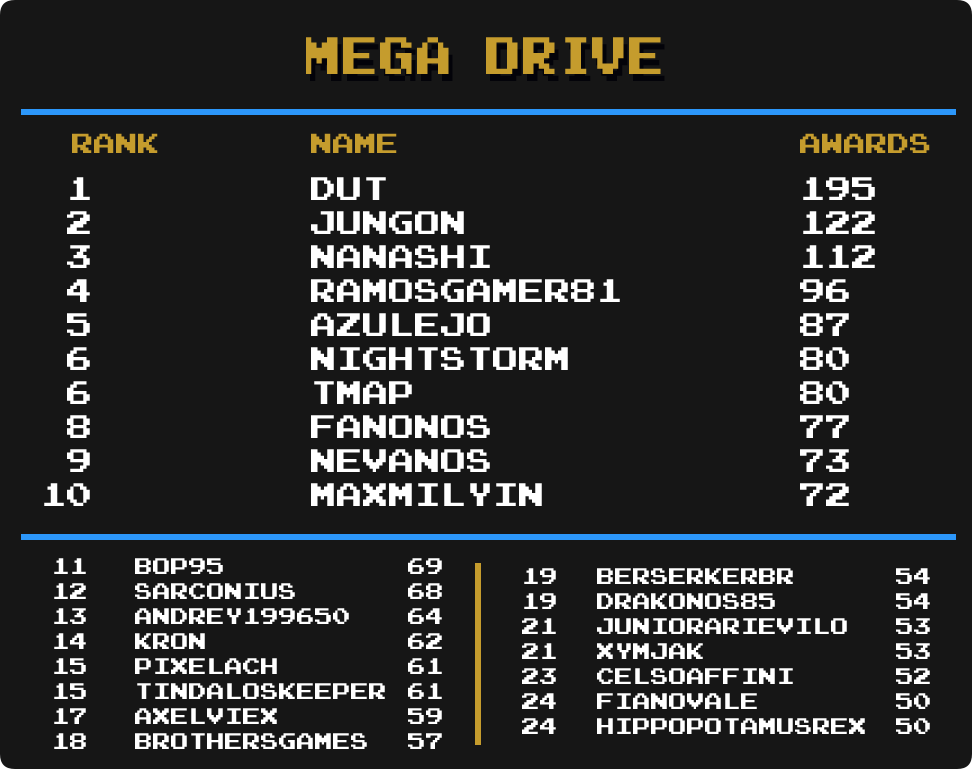 MEGA DRIVE
RANK NAME AWARDS
1 DUT 195
2 JUNGON 122
3 NANASHI 112
4 RAMOSGAMER81 96
5 AZULEJO 87
6 NIGHTSTORM 80
6 TMAP 80
8 FANONOS 77
9 NEVANOS 73
10 MAXMILYIN 72
11 BOP95 69
12 SARCONIUS 68
13 ANDREY199650 64
14 KRON 62
15 PIXELACH 61
15 TINDALOSKEEPER 61
17 AXELVIEX 59
18 BROTHERSGAMES 57
19 BERSERKERBR 54
19 DRAKONOS85 54
21 JUNIORARIEVILO 53
21 XYMJAK 53
23 CELSOAFFINI 52
24 FIANOVALE 50
24 HIPPOPOTAMUSREX 50